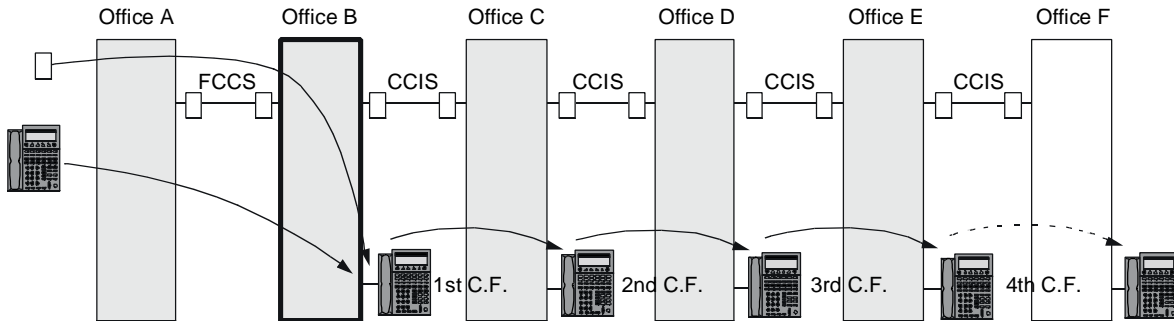 Office A Office B Office C Office D Office E Office F
FCCS CCIS CCIS CCIS CCIS
1st C.F. 2nd C.F. 3rd C.F. 4th C.F.